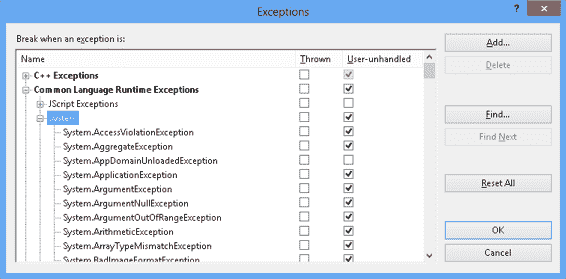 Exceptions
?
Break when an exception is:
Name Thrown User-unhandled
C++ Exceptions
Common Language Runtime Exceptions
JScript Exceptions
System
System.AccessViolationException
System.AggregateException
System.AppDomainUnloadedException
System.ApplicationException
System.ArgumentException
System.ArgumentNullException
System.ArgumentOutOfRangeException
System.ArithmeticException
System.ArrayTypeMismatchException
System.BadImageFormatException
Add...
Delete
Find...
Find Next
Reset All
OK
Cancel